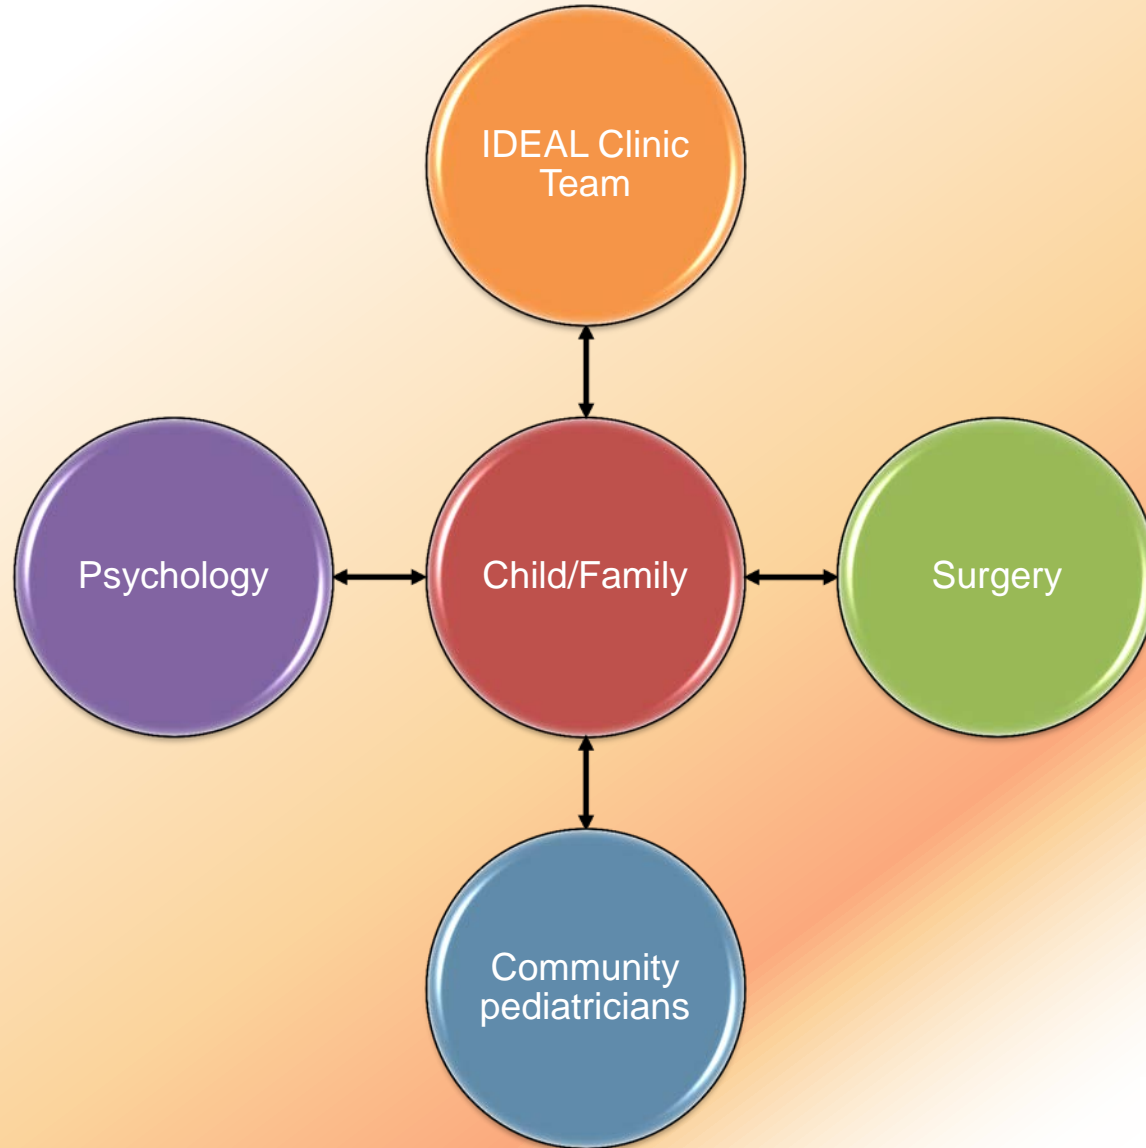 IDEAL Clinic
Team
Psychology
Child/Family
Surgery
Community
pediatricians